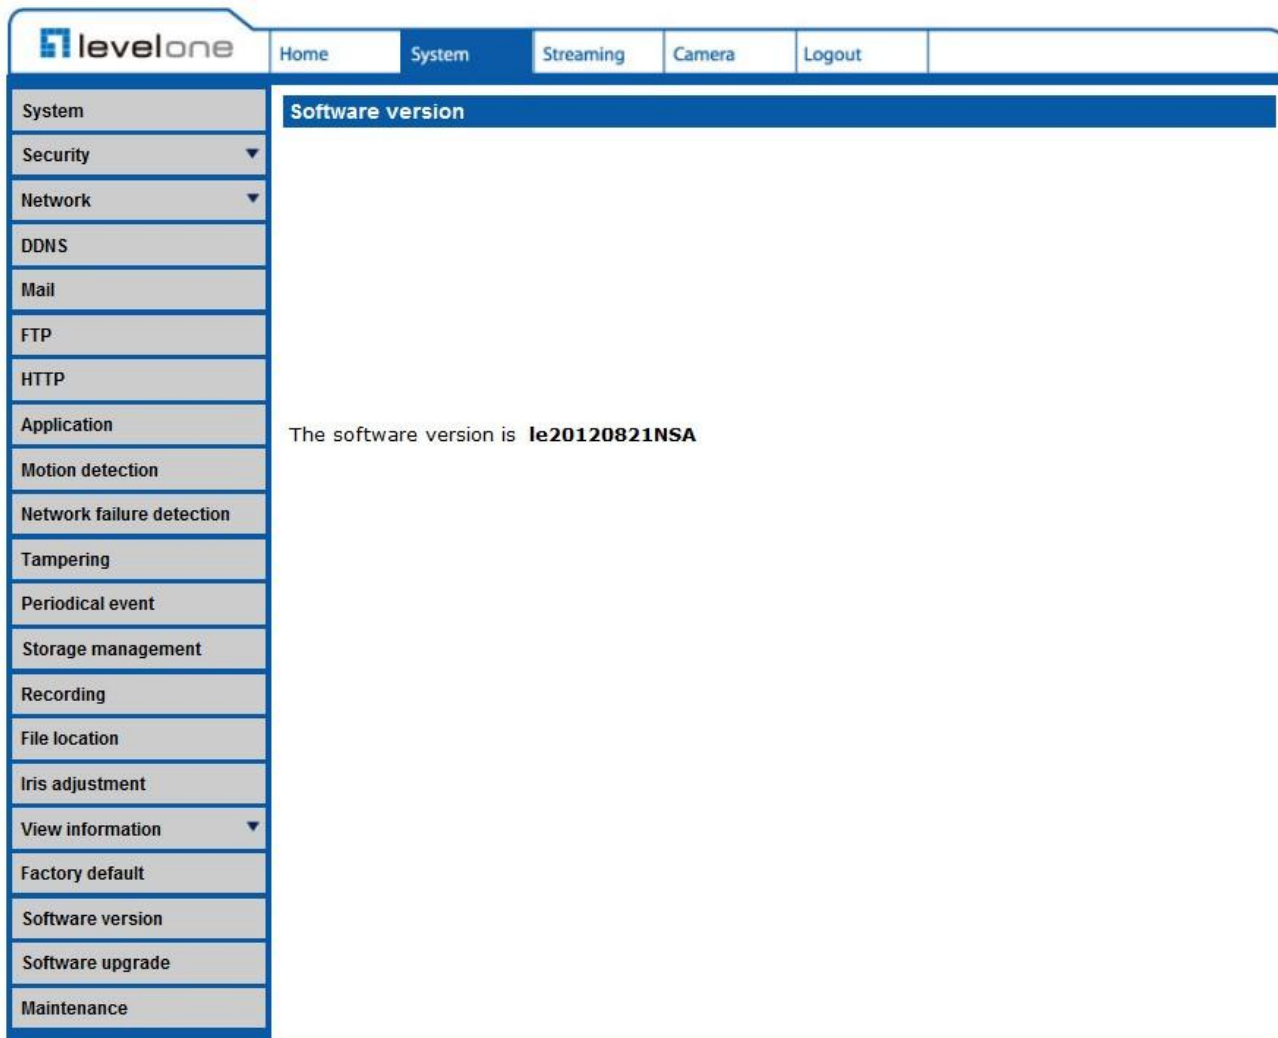 levelone
Home System Streaming Camera Logout
System
Security
Network
DDNS
Mail
FTP
HTTP
Application
Motion detection
Network failure detection
Tampering
Periodical event
Storage management
Recording
File location
Iris adjustment
View information
Factory default
Software version
Software upgrade
Maintenance
Software version
The software version is le20120821NSA